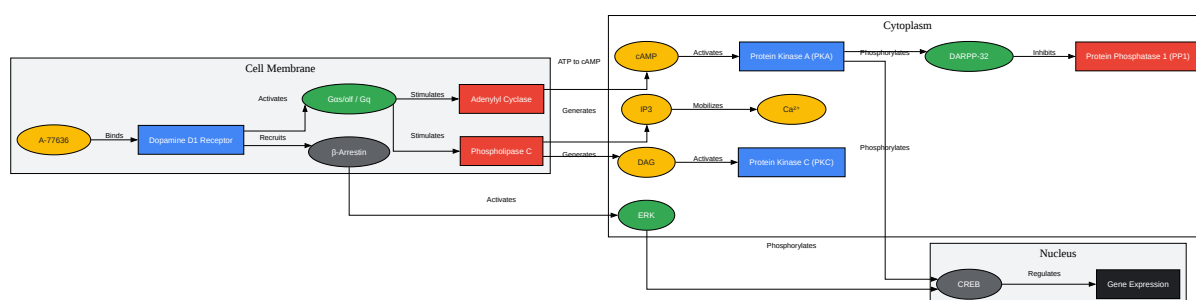 Cell Membrane
A-77636
Binds
Dopamine D1 Receptor
Activates
Recruits
Gαs/olf / Gq
β-Arrestin
Stimulates
Stimulates
Adenylyl Cyclase
Phospholipase C
ATP to cAMP
Generates
Generates
Activates
Cytoplasm
cAMP
Activates
Protein Kinase A (PKA)
Phosphorylates
DARPP-32
Inhibits
Protein Phosphatase 1 (PP1)
IP3
Mobilizes
Ca²⁺
DAG
Activates
Protein Kinase C (PKC)
Phosphorylates
ERK
Phosphorylates
Nucleus
CREB
Regulates
Gene Expression